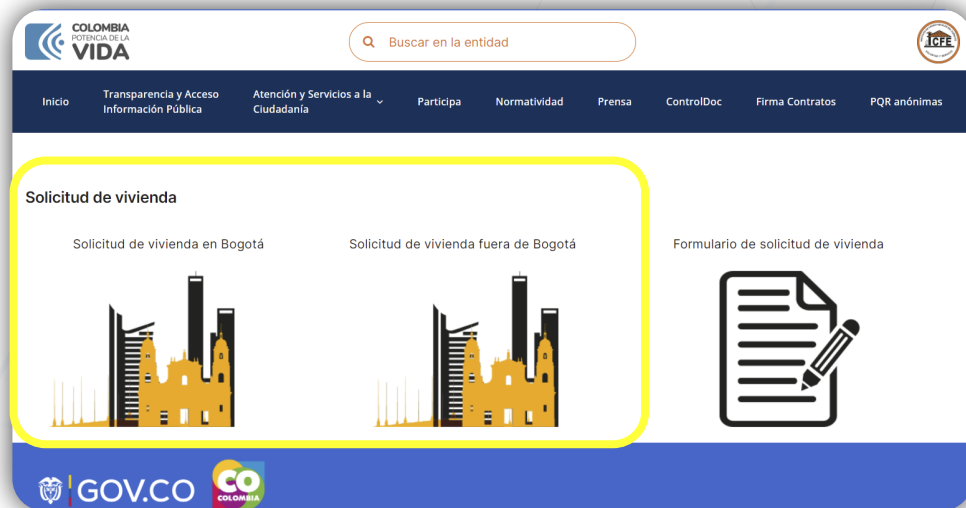 COLOMBIA
POTENCIA DE LA
VIDA
Buscar en la entidad
ICFE
Inicio
Transparencia y Acceso
Información Pública
Atención y Servicios a la
Ciudadanía
Participa
Normatividad
Prensa
ControlDoc
Firma Contratos
PQR anónimas
Solicitud de vivienda
Solicitud de vivienda en Bogotá
Solicitud de vivienda fuera de Bogotá
Formulario de solicitud de vivienda
GOV.CO
CO
COLOMBIA